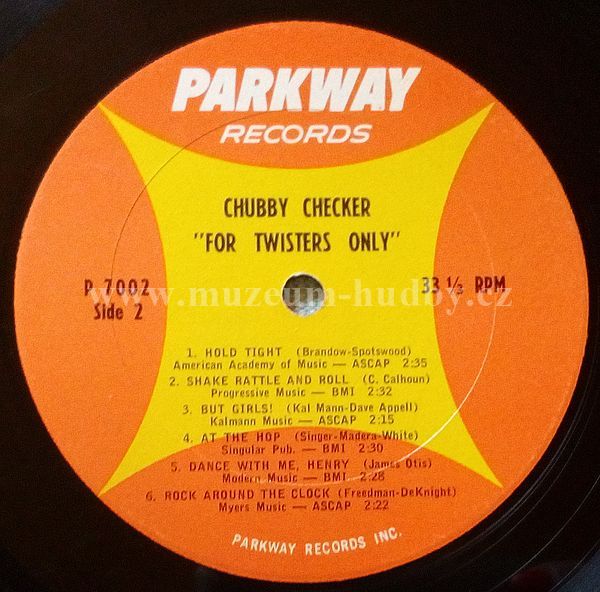 PARKWAY
RECORDS
CHUBBY CHECKER
"FOR TWISTERS ONLY"
P 7002
Side 2
33 1/3 RPM
www.muzeum-hudby.cz
1. HOLD TIGHT (Brandow-Spotswood)
American Academy of Music — ASCAP 2:35
2. SHAKE RATTLE AND ROLL (C. Calhoun)
Progressive Music — BMI 2:32
3. BUT GIRLS! (Kal Mann-Dave Appell)
Kalmann Music — ASCAP 2:15
4. AT THE HOP (Singer-Madera-White)
Singular Pub. — BMI 2:30
5. DANCE WITH ME, HENRY (James Otis)
Modern Music — BMI 2:28
6. ROCK AROUND THE CLOCK (Freedman-DeKnight)
Myers Music — ASCAP 2:22
PARKWAY RECORDS INC.